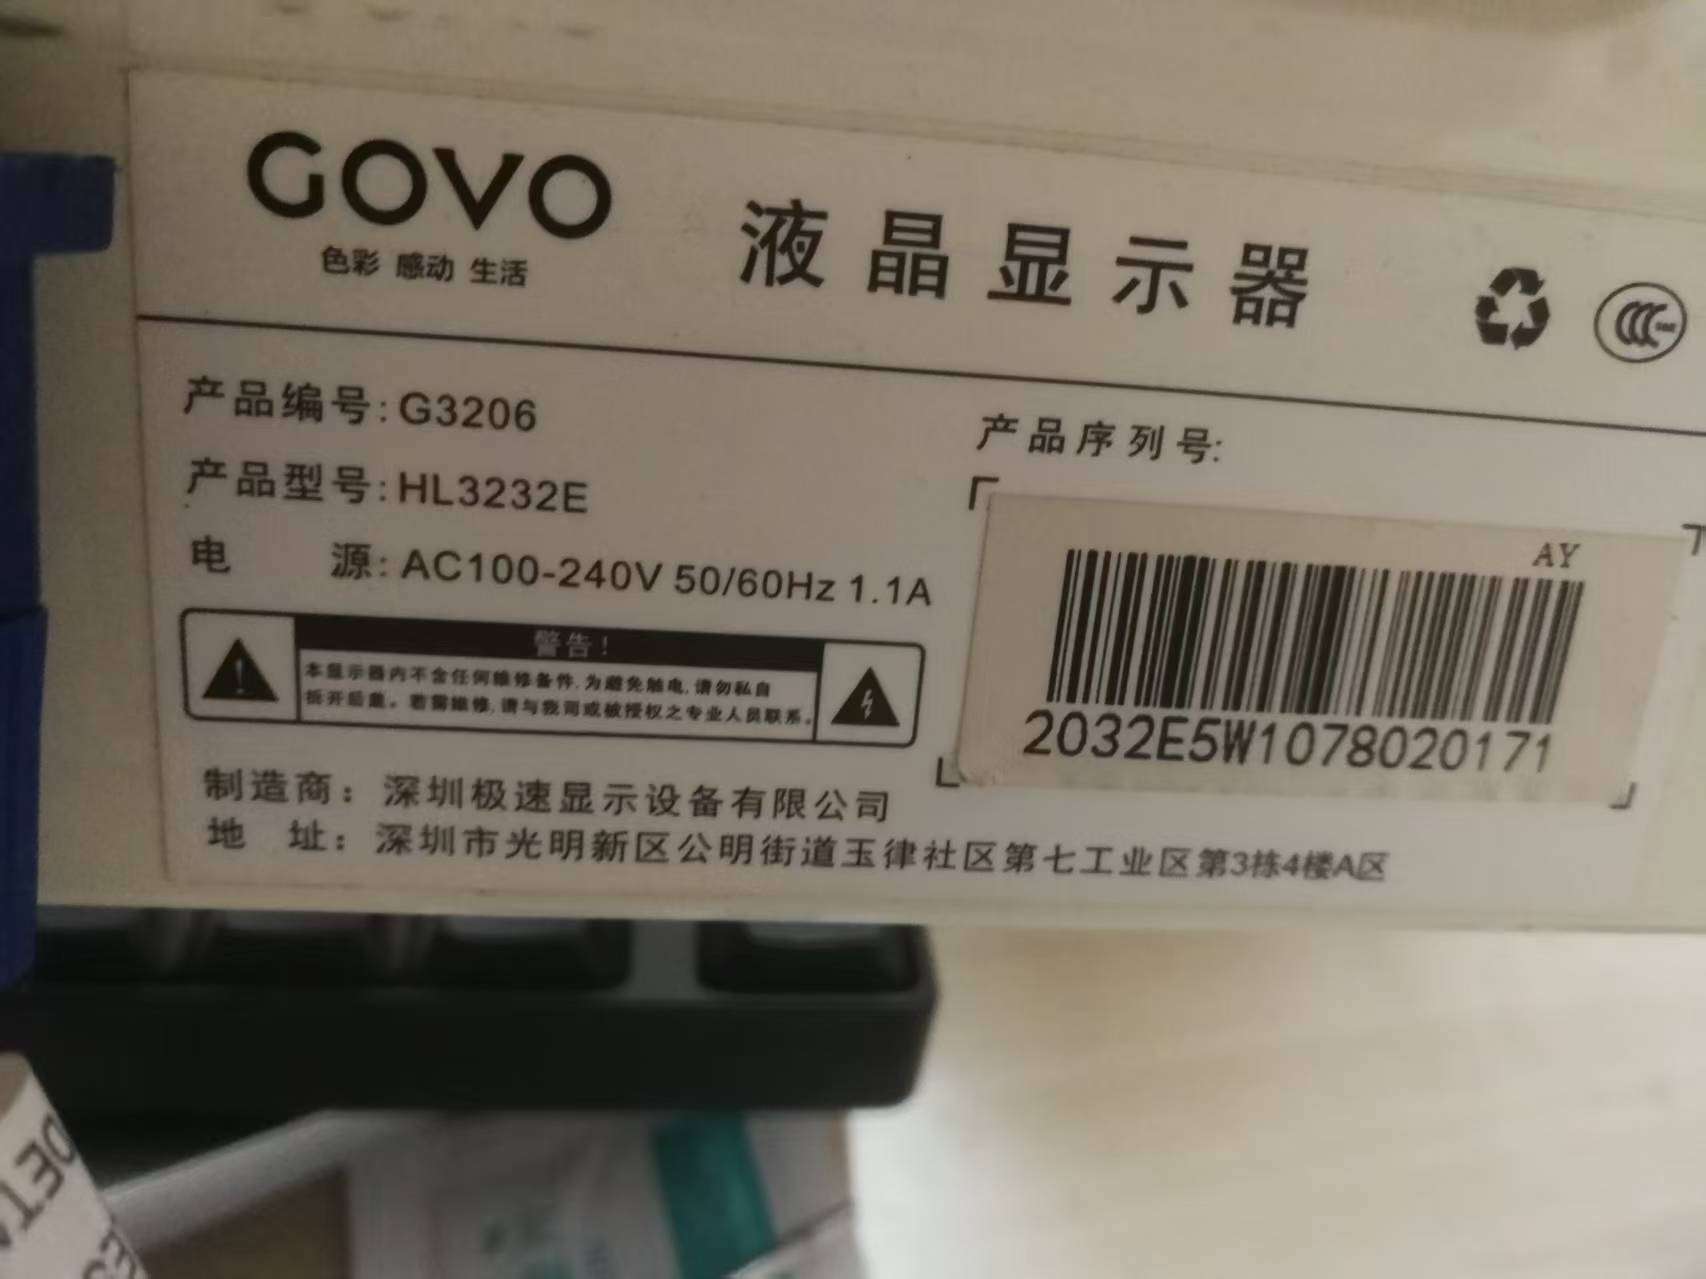 GOVO
色彩 感动 生活
液晶显示器
产品编号: G3206
产品型号: HL3232E
电 源: AC100-240V 50/60Hz 1.1A
产品序列号:
AY
2032E5W1078020171
警告!
本显示器内不含任何维修备件,为避免触电,请勿私自
拆开后盖。若需维修,请与我司或被授权之专业人员联系。
制造商：深圳极速显示设备有限公司
地 址：深圳市光明新区公明街道玉律社区第七工业区第3栋4楼A区